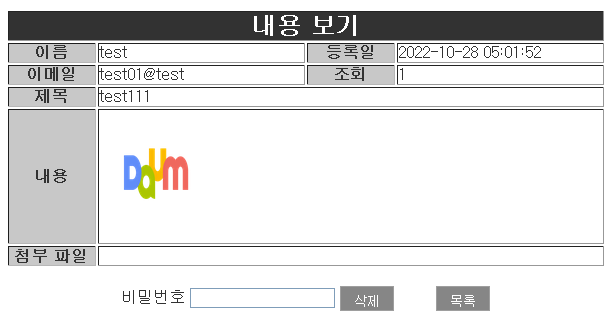 내용 보기
이름 test 등록일 2022-10-28 05:01:52
이메일 test01@test 조회 1
제목 test111
내용 Daum
첨부 파일
비밀번호 삭제 목록